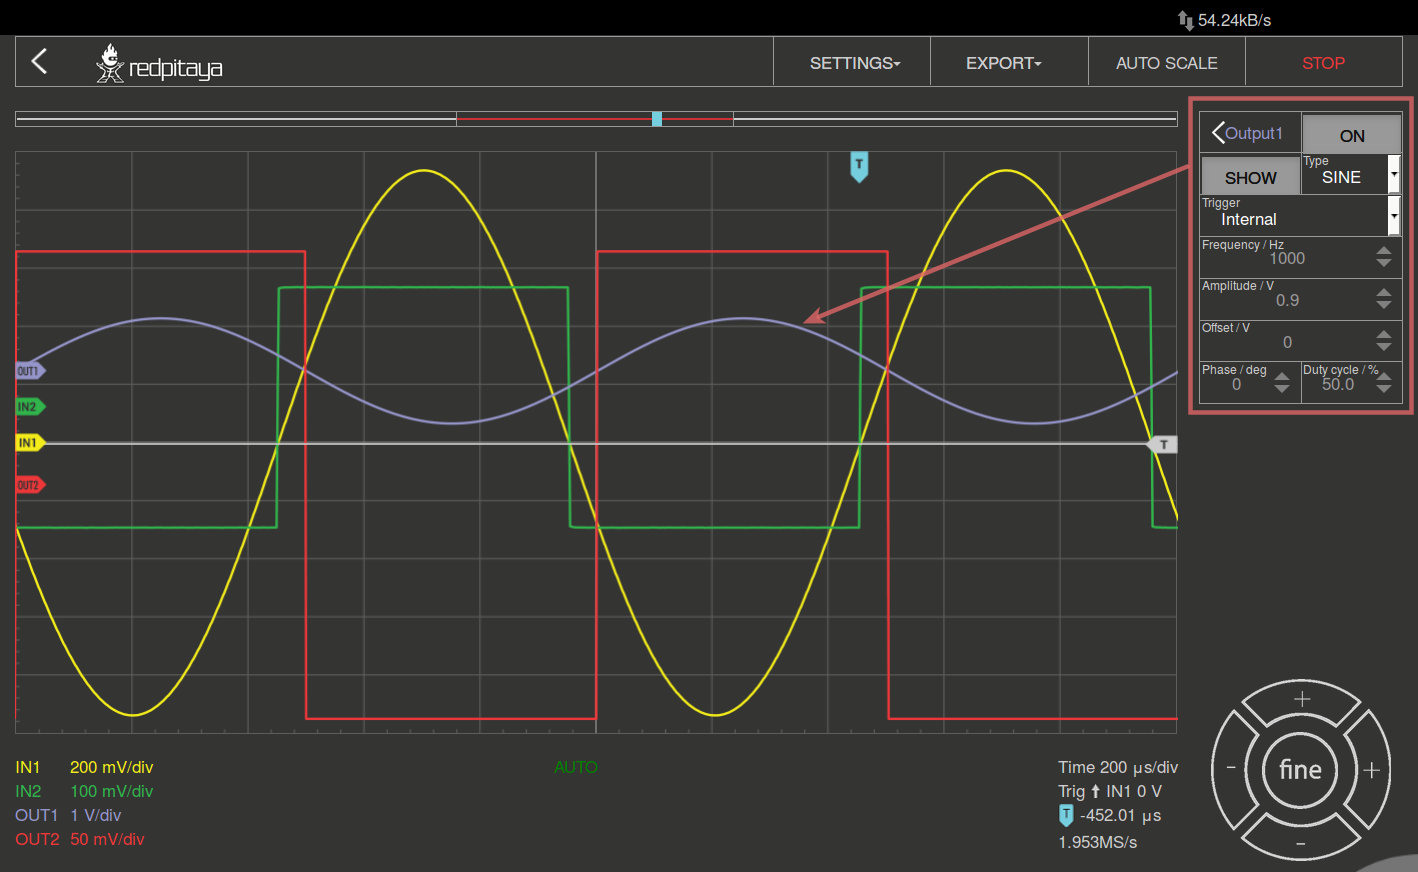 54.24kB/s
redpitaya
SETTINGS
EXPORT
AUTO SCALE
STOP
Output1
ON
SHOW
Type
SINE
Trigger
Internal
Frequency / Hz
1000
Amplitude / V
0.9
Offset / V
0
Phase / deg
0
Duty cycle / %
50.0
T
OUT1
IN2
IN1
T
OUT2
IN1 200 mV/div
IN2 100 mV/div
OUT1 1 V/div
OUT2 50 mV/div
AUTO
Time 200 µs/div
Trig IN1 0 V
T -452.01 µs
1.953MS/s
+
- fine +
-